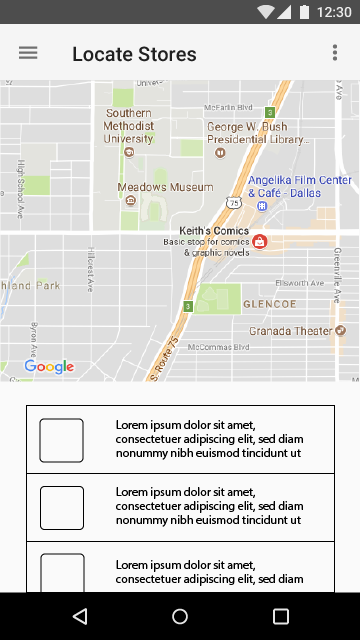 12:30
Locate Stores
Univer
McFarlin Blvd
Southern
Methodist
University
3
George W. Bush
Presidential Library...
High School Ave
Meadows Museum
Angelika Film Center
& Café - Dallas
75
Keith's Comics
Basic stop for comics
& graphic novels
Hillcrest Ave
Greenville Ave
hland Park
Ellsworth Ave
3
GLENCOE
Byron Ave
Granada Theater
McCommas Blvd
S. Route 75
Google
Lorem ipsum dolor sit amet,
consectetuer adipiscing elit, sed diam
nonummy nibh euismod tincidunt ut
Lorem ipsum dolor sit amet,
consectetuer adipiscing elit, sed diam
nonummy nibh euismod tincidunt ut
Lorem ipsum dolor sit amet,
consectetuer adipiscing elit, sed diam